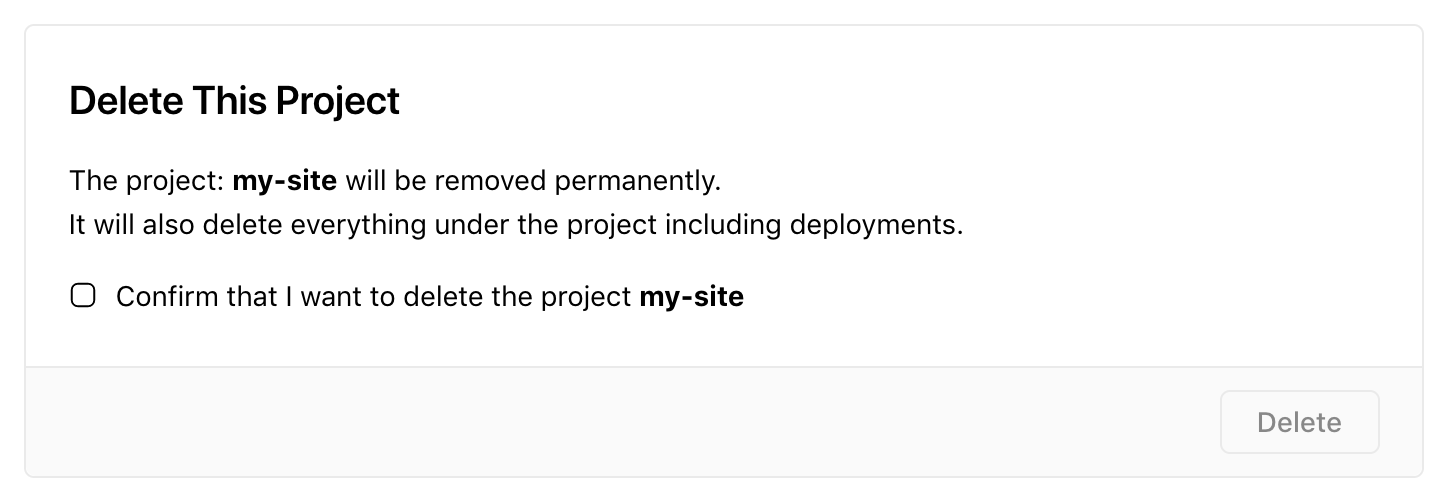 Delete This Project
The project: my-site will be removed permanently.
It will also delete everything under the project including deployments.
Confirm that I want to delete the project my-site
Delete